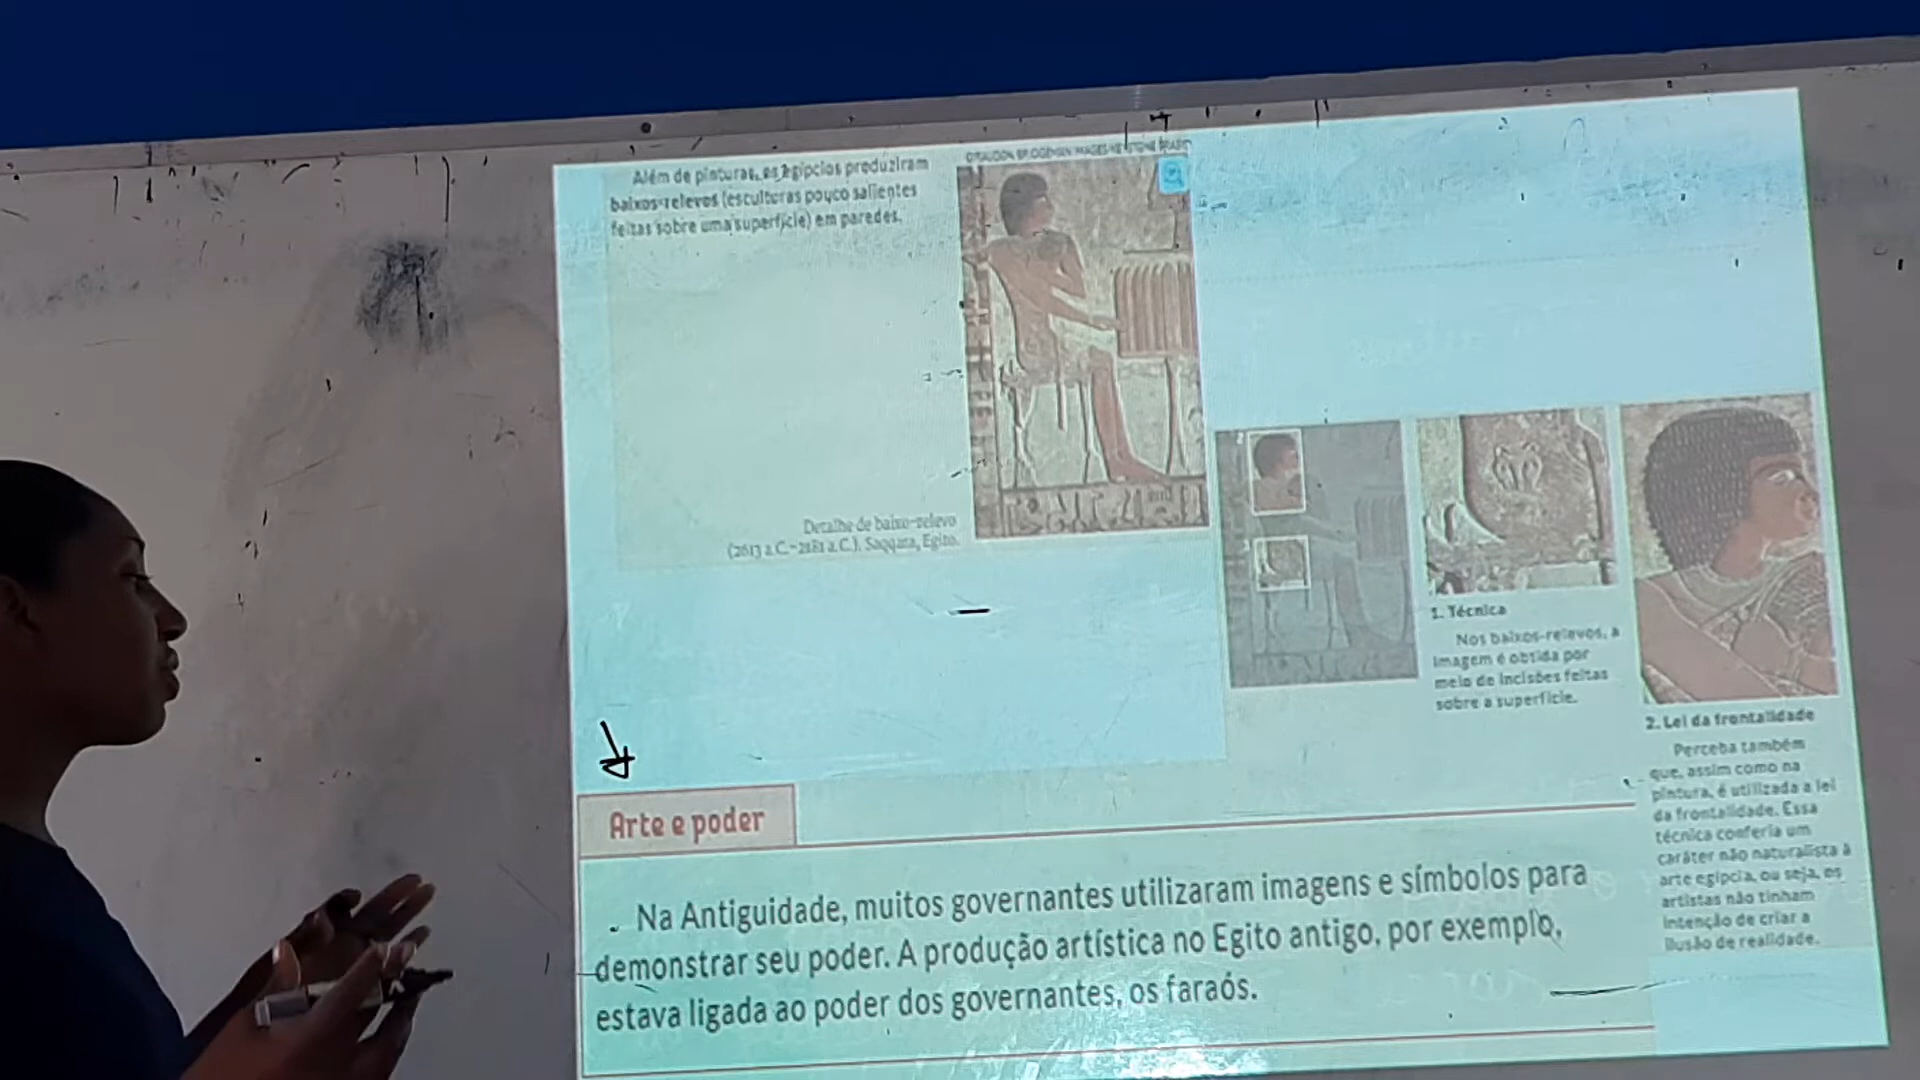 Além de pinturas, os egípcios produziram
baixos-relevos (esculturas pouco salientes
feitas sobre uma superfície) em paredes.
Detalhe de baixo-relevo
(2613 a.C.-2181 a.C.). Saqqara, Egito.
1. Técnica
Nos baixos-relevos, a
imagem é obtida por
meio de incisões feitas
sobre a superfície.
2. Lei da frontalidade
Perceba também
que, assim como na
pintura, é utilizada a lei
da frontalidade. Essa
técnica conferia um
caráter não naturalista à
arte egípcia, ou seja, os
artistas não tinham
intenção de criar a
ilusão de realidade.
Arte e poder
Na Antiguidade, muitos governantes utilizaram imagens e símbolos para
demonstrar seu poder. A produção artística no Egito antigo, por exemplo,
estava ligada ao poder dos governantes, os faraós.